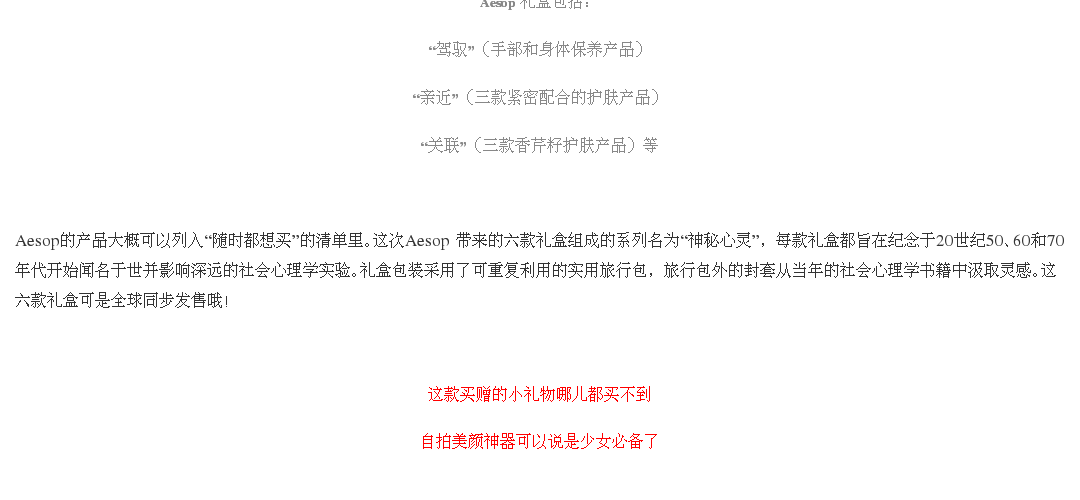 Aesop 礼盒包括：
“驾驭”（手部和身体保养产品）
“亲近”（三款紧密配合的护肤产品）
“关联”（三款香芹籽护肤产品）等
Aesop的产品大概可以列入“随时都想买”的清单里。这次Aesop 带来的六款礼盒组成的系列名为“神秘心灵”，每款礼盒都旨在纪念于20世纪50、60和70
年代开始闻名于世并影响深远的社会心理学实验。礼盒包装采用了可重复利用的实用旅行包，旅行包外的封套从当年的社会心理学书籍中汲取灵感。这
六款礼盒可是全球同步发售哦！
这款买赠的小礼物哪儿都买不到
自拍美颜神器可以说是少女必备了